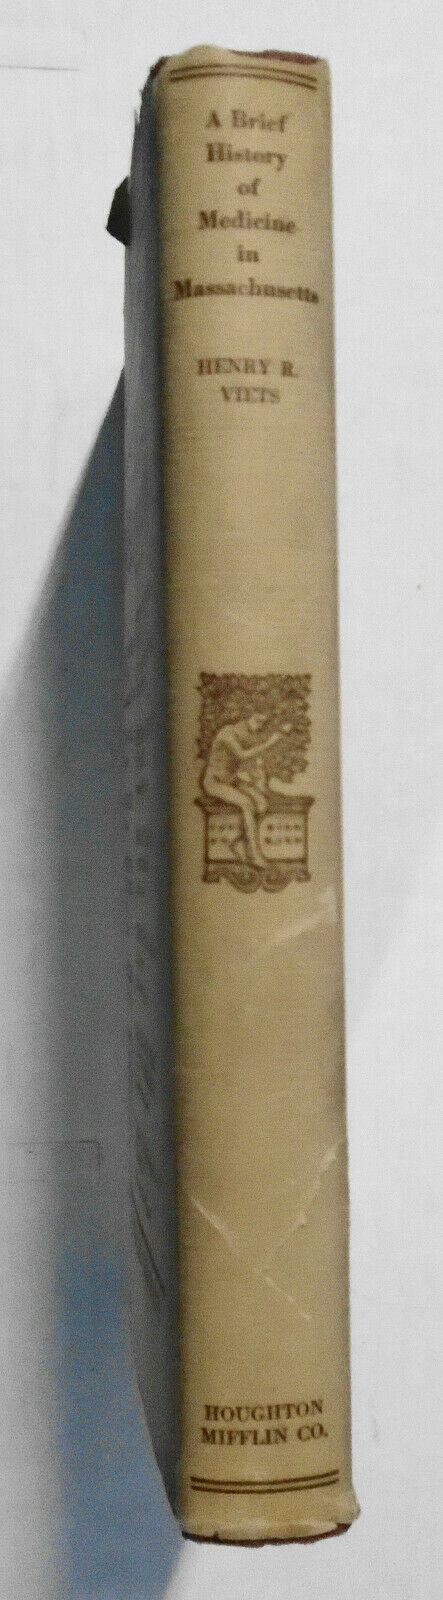 A Brief
History
of
Medicine
in
Massachusetts
HENRY R.
VIETS
HOUGHTON
MIFFLIN CO.